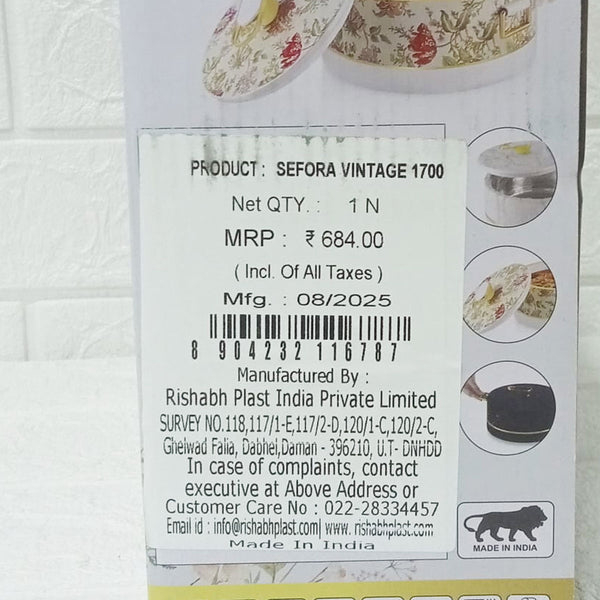 PRODUCT : SEFORA VINTAGE 1700
Net QTY. : 1 N
MRP : ₹ 684.00
( Incl. Of All Taxes )
Mfg. : 08/2025
8 904232 116787
Manufactured By :
Rishabh Plast India Private Limited
SURVEY NO.118,117/1-E,117/2-D,120/1-C,120/2-C,
Ghelwad Falia, Dabhel,Daman - 396210, U.T- DNHDD
In case of complaints, contact
executive at Above Address or
Customer Care No : 022-28334457
Email id : info@rishabhplast.com| www. rishabhplast.com
Made In India
MADE IN INDIA